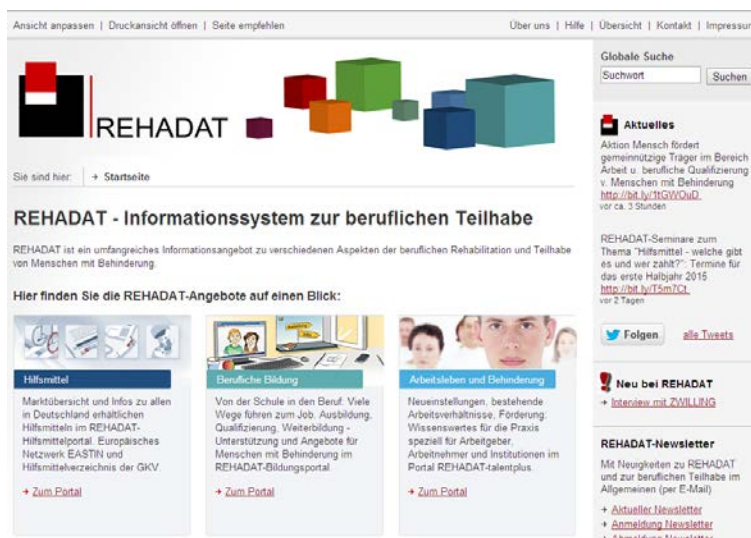 Ansicht anpassen | Druckansicht öffnen | Seite empfehlen
Über uns | Hilfe | Übersicht | Kontakt | Impressum
REHADAT
Sie sind hier: → Startseite
REHADAT - Informationssystem zur beruflichen Teilhabe
REHADAT ist ein umfangreiches Informationsangebot zu verschiedenen Aspekten der beruflichen Rehabilitation und Teilhabe
von Menschen mit Behinderung.
Hier finden Sie die REHADAT-Angebote auf einen Blick:
Hilfsmittel
Marktübersicht und Infos zu allen
in Deutschland erhältlichen
Hilfsmitteln im REHADAT-
Hilfsmittelportal. Europäisches
Netzwerk EASTIN und
Hilfsmittelverzeichnis der GKV.
→ Zum Portal
Berufliche Bildung
Von der Schule in den Beruf: Viele
Wege führen zum Job. Ausbildung,
Qualifizierung, Weiterbildung -
Unterstützung und Angebote für
Menschen mit Behinderung im
REHADAT-Bildungsportal.
→ Zum Portal
Arbeitsleben und Behinderung
Neueinstellungen, bestehende
Arbeitsverhältnisse, Förderung:
Wissenswertes für die Praxis
speziell für Arbeitgeber,
Arbeitnehmer und Institutionen im
Portal REHADAT-talentplus.
→ Zum Portal
Globale Suche
Suchwort
Suchen
Aktuelles
Aktion Mensch fördert
gemeinnützige Träger im Bereich
Arbeit u. berufliche Qualifizierung
v. Menschen mit Behinderung
http://bit.ly/1tGWOuD
vor ca. 3 Stunden
REHADAT-Seminare zum
Thema "Hilfsmittel - welche gibt
es und wer zahlt?": Termine für
das erste Halbjahr 2015
http://bit.ly/T5m7Ct
vor 2 Tagen
Folgen
alle Tweets
Neu bei REHADAT
→ Interview mit ZWILLING
REHADAT-Newsletter
Mit Neuigkeiten zu REHADAT
und zur beruflichen Teilhabe im
Allgemeinen (per E-Mail)
→ Aktueller Newsletter
→ Anmeldung Newsletter
→ Abmeldung Newsletter